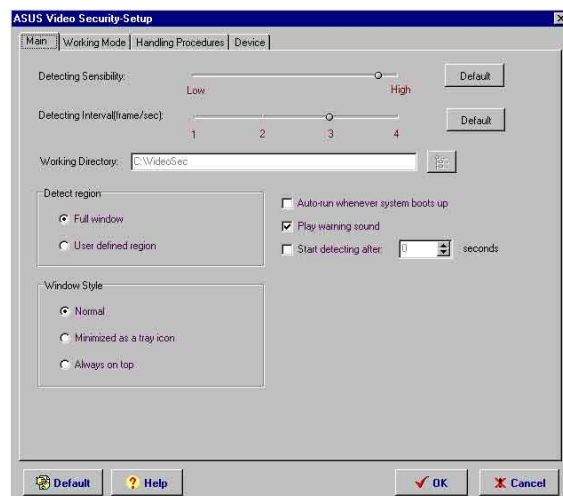 ASUS Video Security-Setup
Main Working Mode Handling Procedures Device
Detecting Sensibility:
Low High
Default
Detecting Interval(frame/sec):
1 2 3 4
Default
Working Directory: C:\VideoSec
Detect region
Full window
User defined region
Auto-run whenever system boots up
Play warning sound
Start detecting after: 0 seconds
Window Style
Normal
Minimized as a tray icon
Always on top
Default ? Help OK Cancel